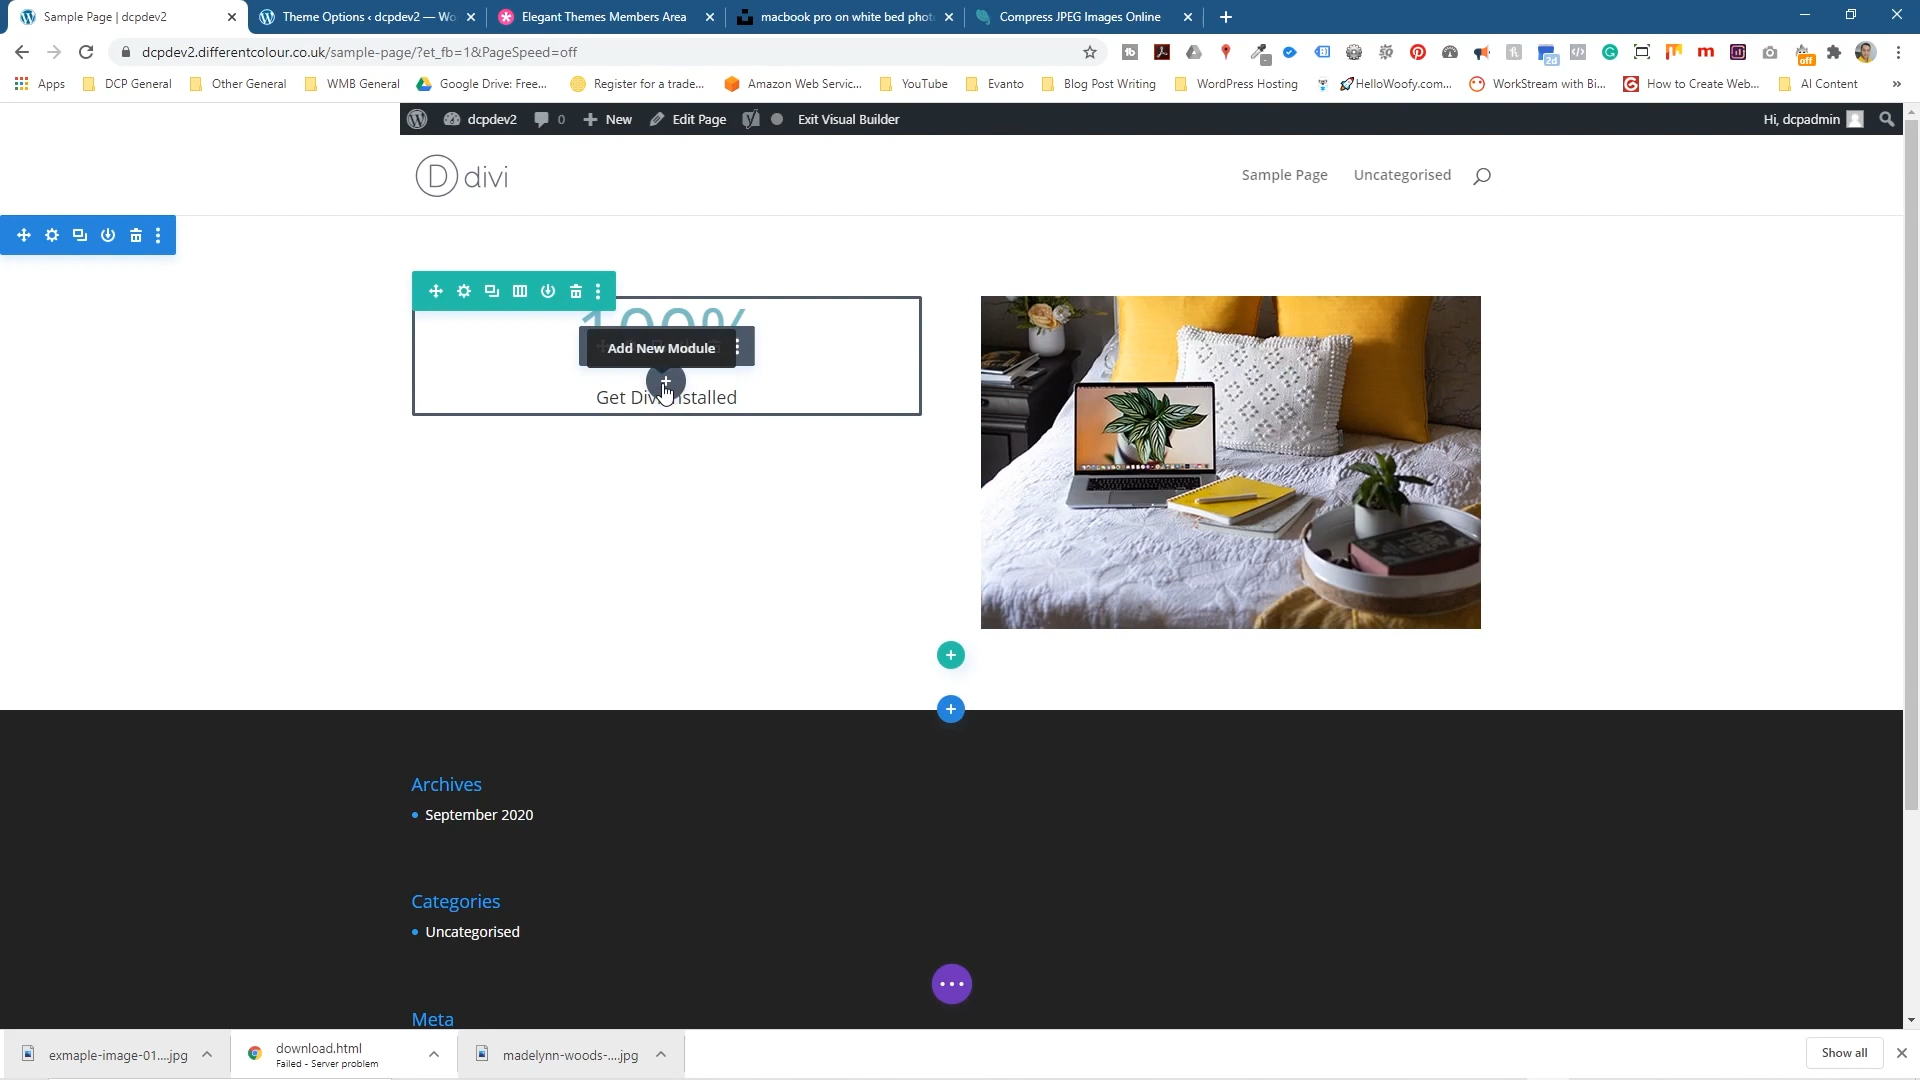 Sample Page | dcpdev2
Theme Options ‹ dcpdev2 — Wo
Elegant Themes Members Area
macbook pro on white bed phot
Compress JPEG Images Online
dcpdev2.differentcolour.co.uk/sample-page/?et_fb=1&PageSpeed=off
2d
off
Apps
DCP General
Other General
WMB General
Google Drive: Free...
Register for a trade...
Amazon Web Servic...
YouTube
Evanto
Blog Post Writing
WordPress Hosting
HelloWoofy.com...
WorkStream with Bi...
How to Create Web...
AI Content
»
dcpdev2
0
New
Edit Page
Exit Visual Builder
Hi, dcpadmin
D divi
Sample Page
Uncategorised
100%
Add New Module
Get Divi Installed
Archives
September 2020
Categories
Uncategorised
Meta
exmaple-image-01....jpg
download.html
Failed - Server problem
madelynn-woods-....jpg
Show all